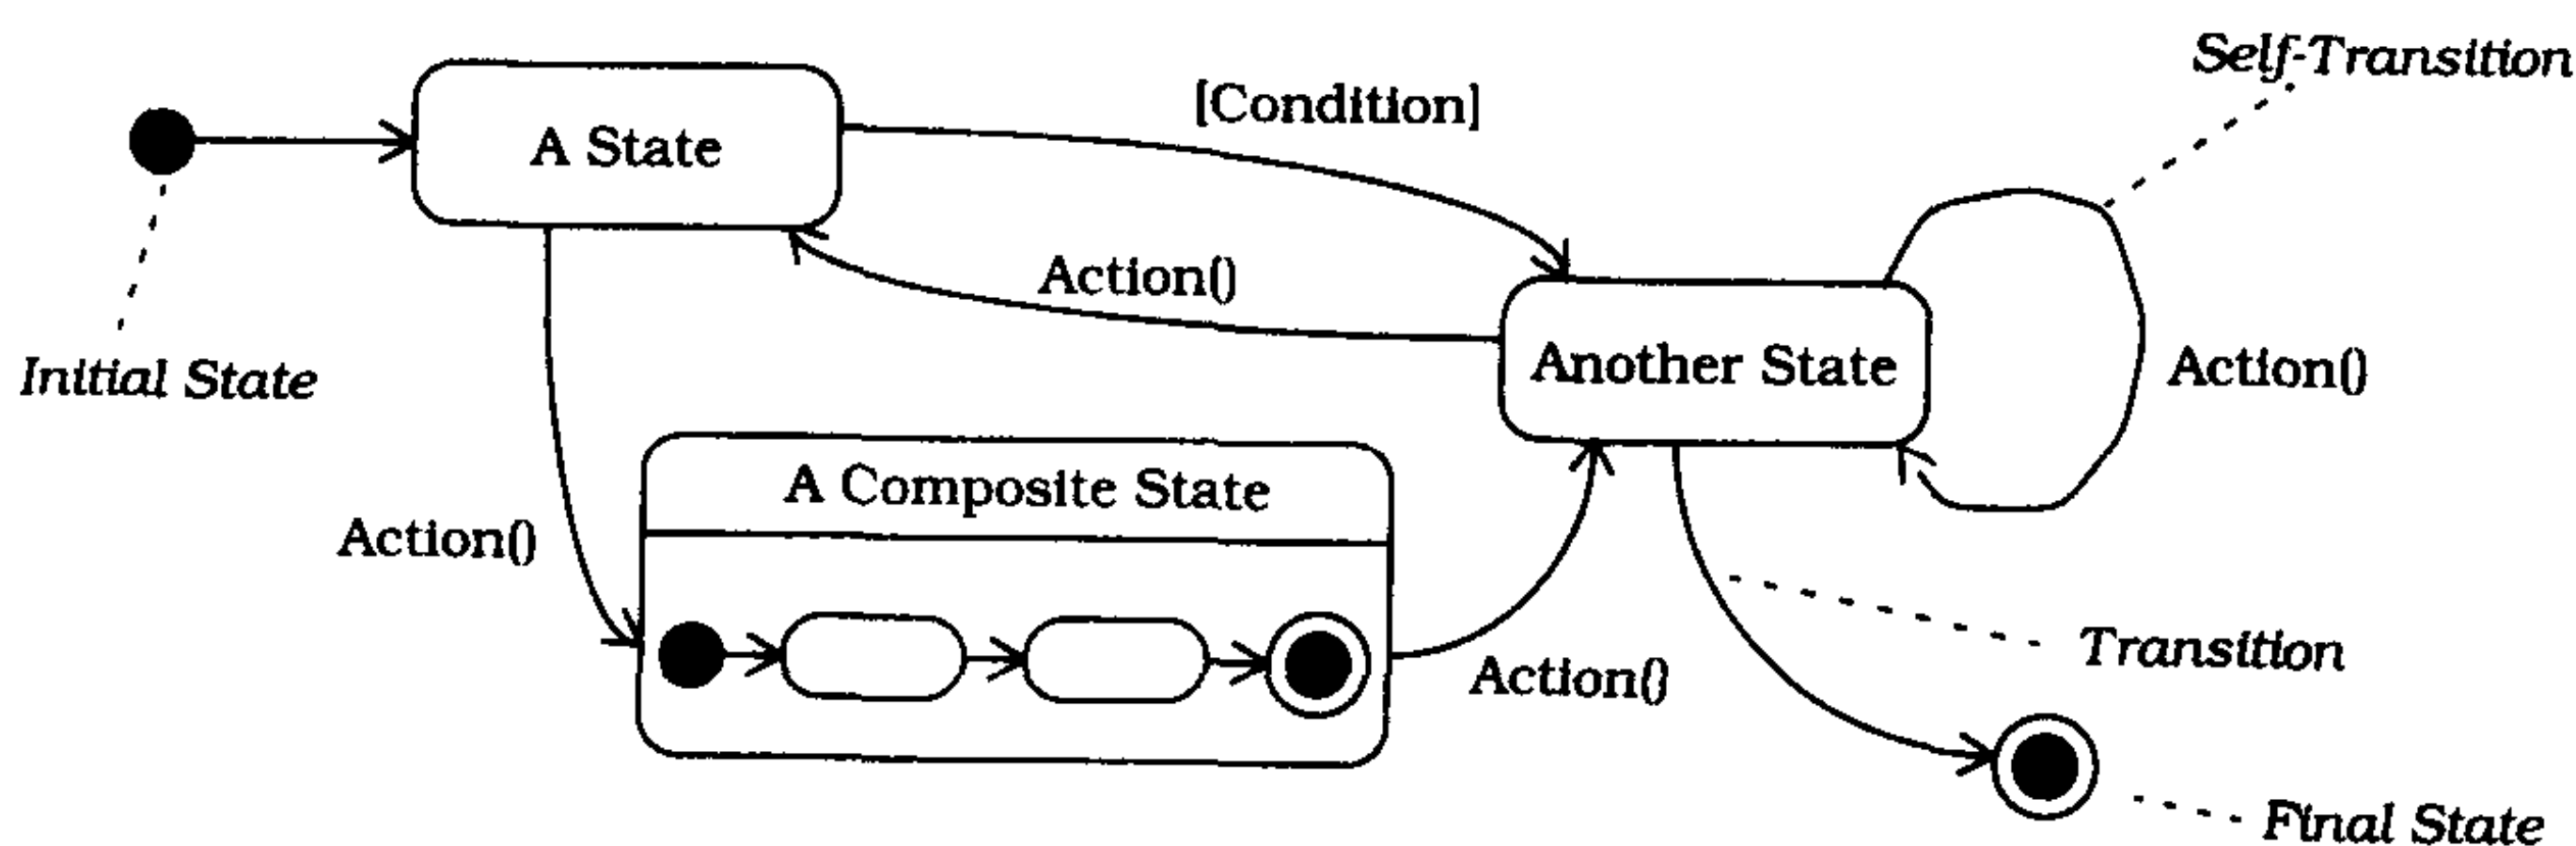 Self-Transition
[Condition]
A State
Action()
Initial State
Another State
Action()
A Composite State
Action()
Action()
Transition
Final State